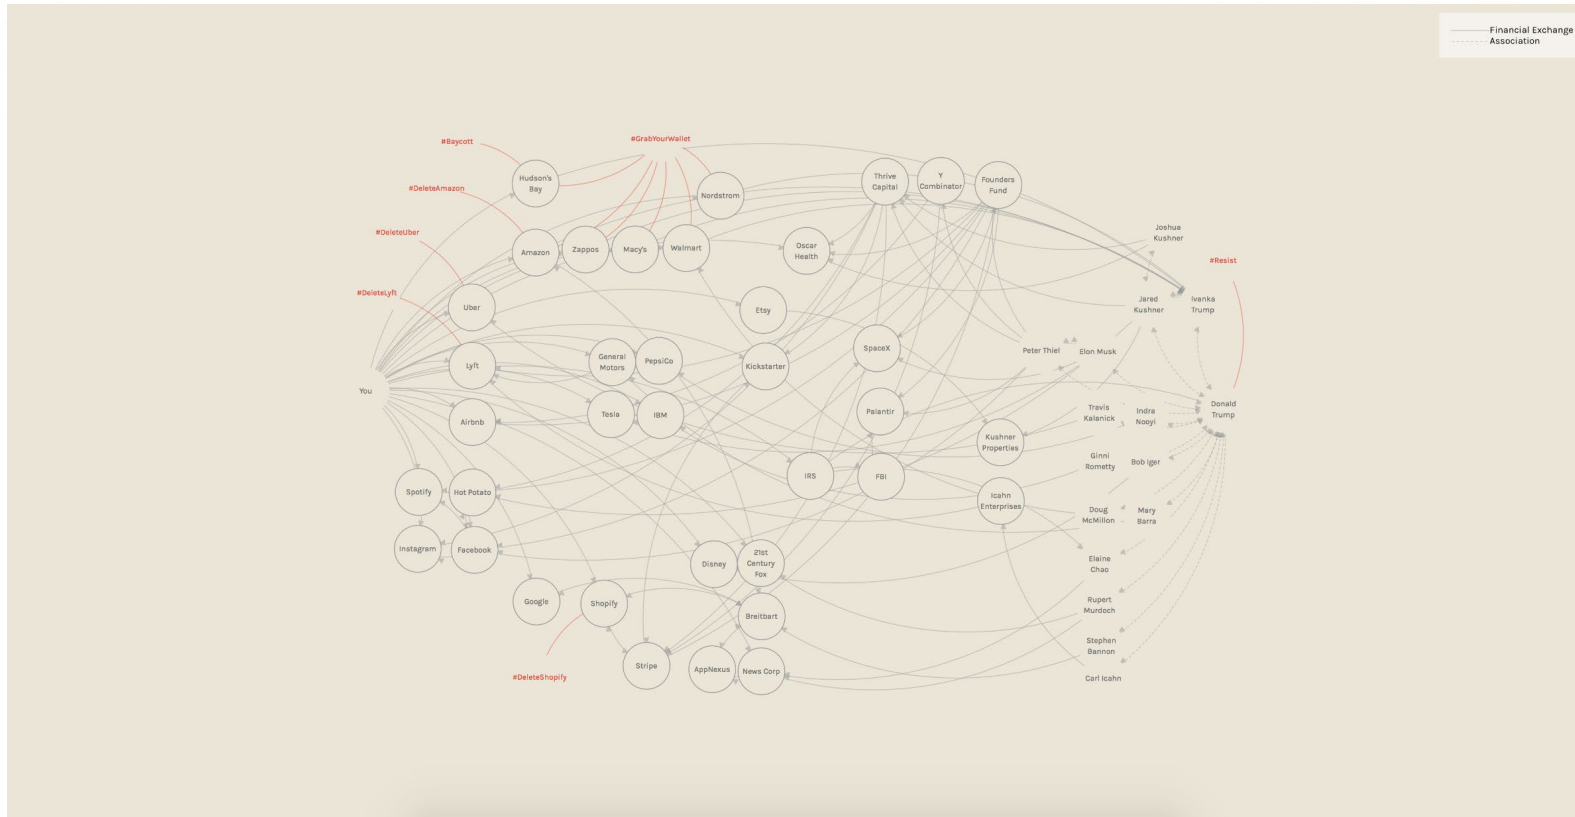 Financial Exchange
Association
#Baycott
#GrabYourWallet
Hudson's
Bay
#DeleteAmazon
Nordstrom
Thrive
Capital
Y
Combinator
Founders
Fund
#DeleteUber
Amazon
Zappos
Macy's
Walmart
Oscar
Health
Joshua
Kushner
#Resist
#DeleteLyft
Uber
Etsy
Jared
Kushner
Ivanka
Trump
Lyft
General
Motors
PepsiCo
Kickstarter
SpaceX
Peter Thiel
Elon Musk
You
Airbnb
Tesla
IBM
Palantir
Travis
Kalanick
Indra
Nooyi
Donald
Trump
Kushner
Properties
Spotify
Hot Potato
IRS
FBI
Ginni
Rometty
Bob Iger
Icahn
Enterprises
Doug
McMillon
Mary
Barra
Instagram
Facebook
Disney
21st
Century
Fox
Elaine
Chao
Google
Shopify
Breitbart
Rupert
Murdoch
Stephen
Bannon
#DeleteShopify
Stripe
AppNexus
News Corp
Carl Icahn